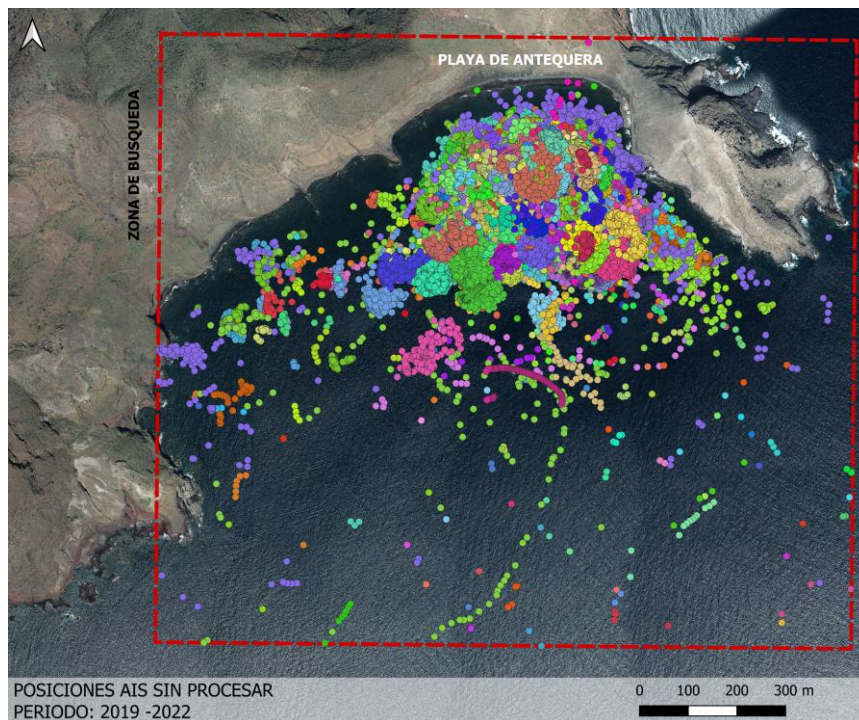 PLAYA DE ANTEQUERA
ZONA DE BUSQUEDA
POSICIONES AIS SIN PROCESAR
PERIODO: 2019 -2022
0 100 200 300 m